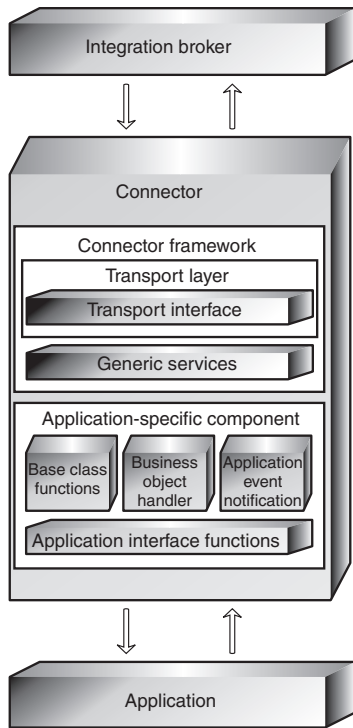 Integration broker
Connector
Connector framework
Transport layer
Transport interface
Generic services
Application-specific component
Base class
functions
Business
object
handler
Application
event
notification
Application interface functions
Application